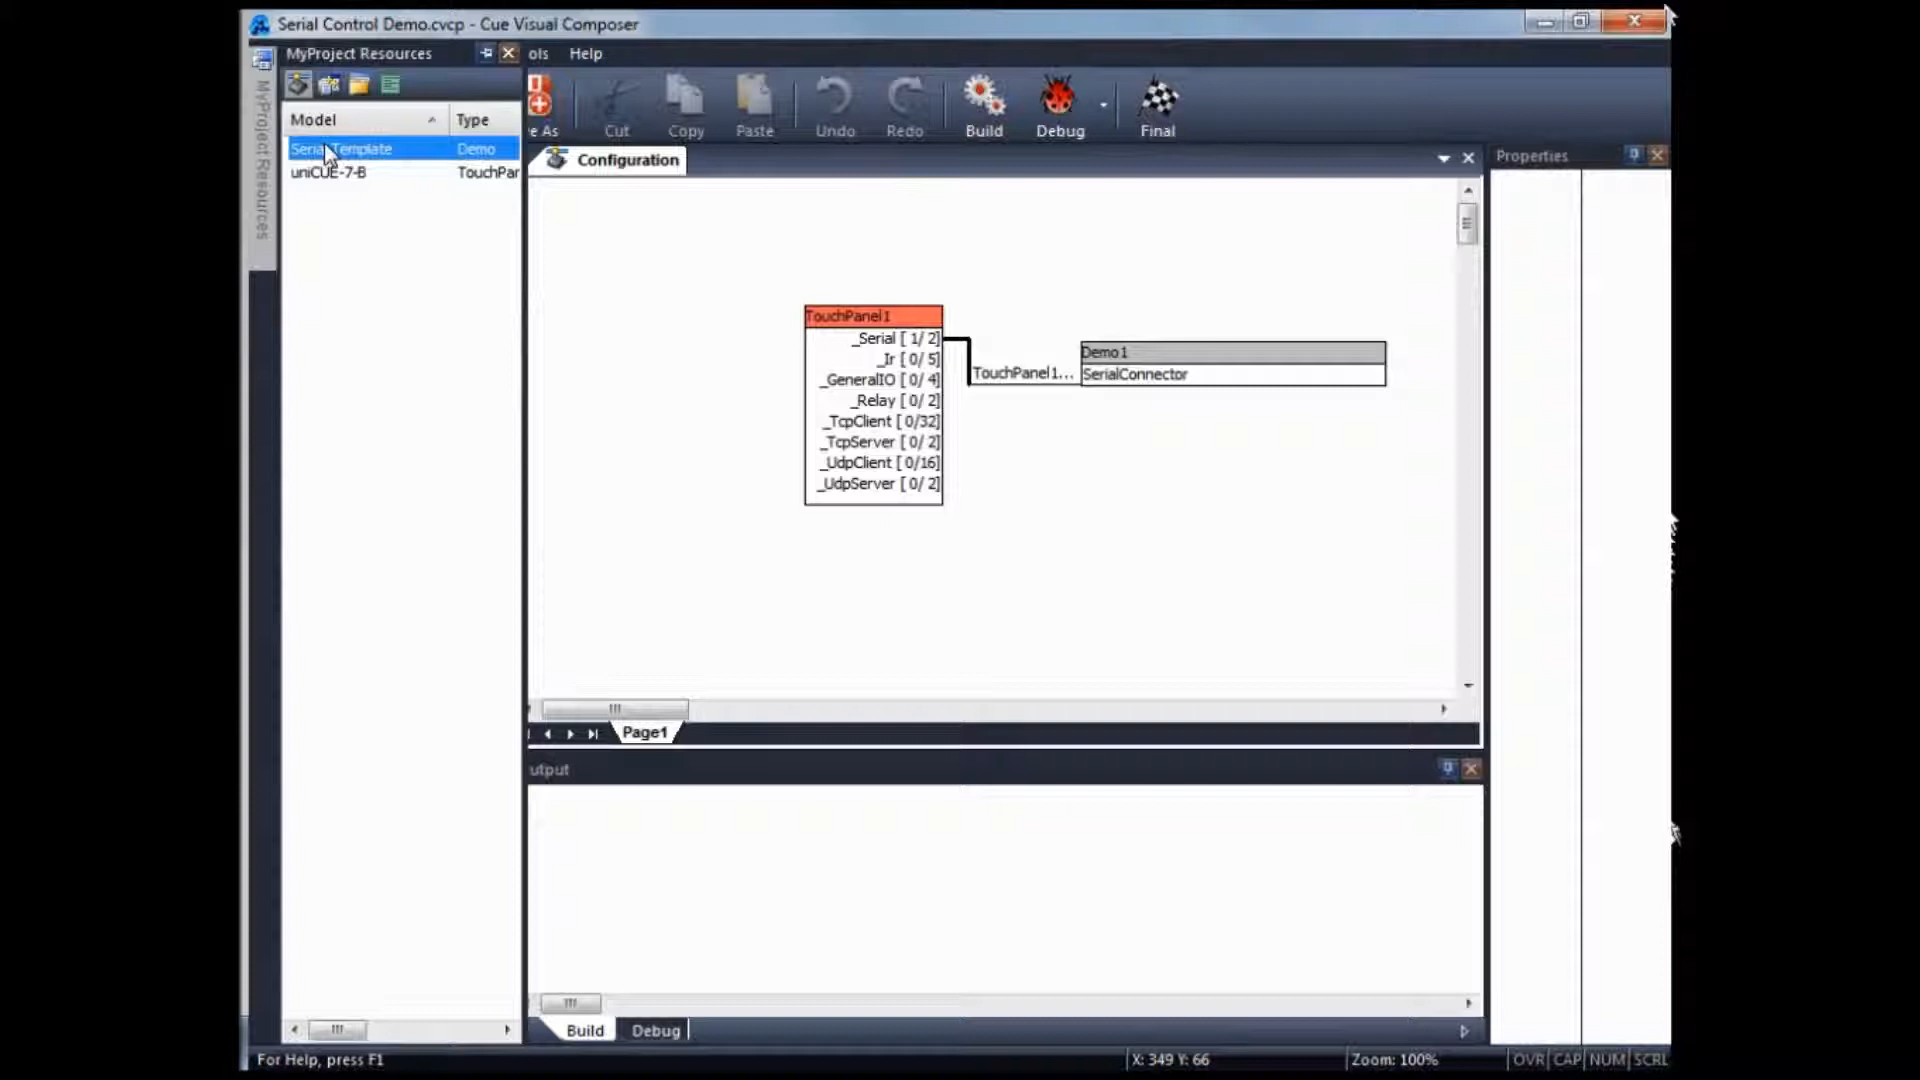 Serial Control Demo.cvcp - Cue Visual Composer
MyProject Resources
ols
Help
MyProject Resources
e As
Cut
Copy
Paste
Undo
Redo
Build
Debug
Final
Model
Type
Serial Template
Demo
uniCUE-7-B
TouchPar
Configuration
Properties
TouchPanel1
_Serial [ 1/ 2]
_Ir [ 0/ 5]
_GeneralIO [ 0/ 4]
_Relay [ 0/ 2]
_TcpClient [ 0/32]
_TcpServer [ 0/ 2]
_UdpClient [ 0/16]
_UdpServer [ 0/ 2]
TouchPanel1...
Demo1
SerialConnector
Page1
utput
Build
Debug
For Help, press F1
X: 349 Y: 66
Zoom: 100%
OVR
CAP
NUM
SCRL